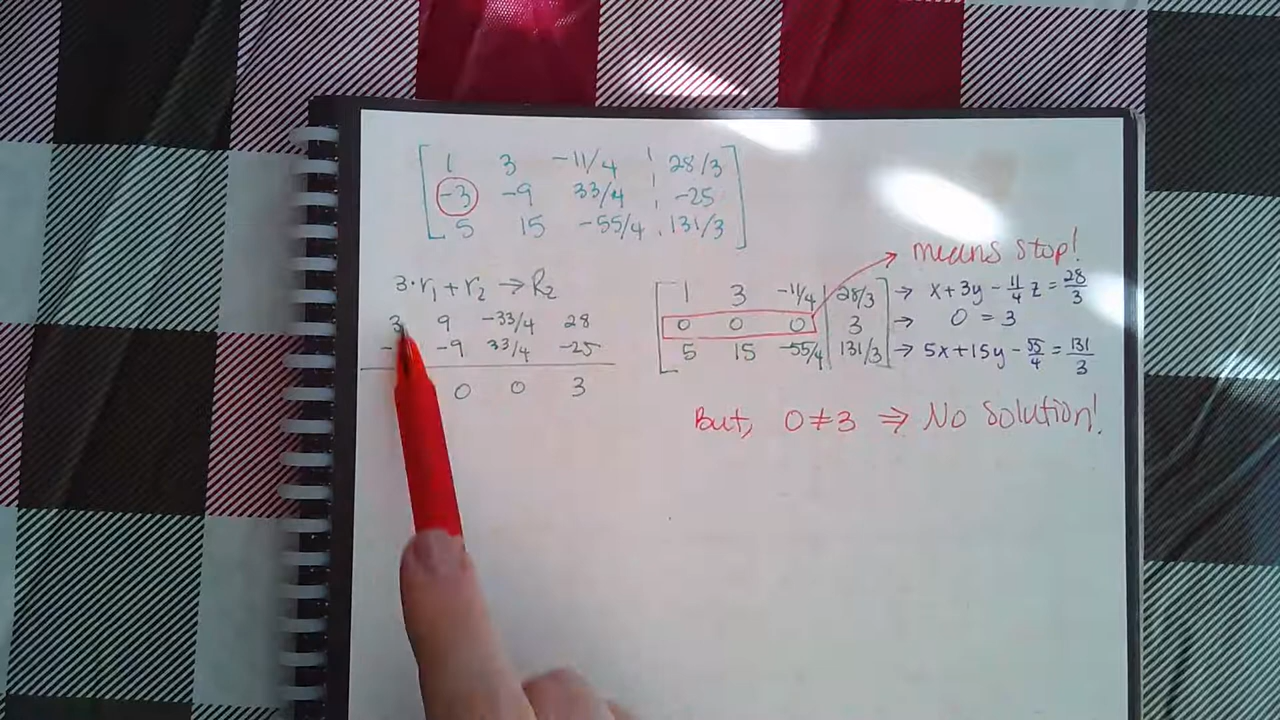 1 3 -11/4 28/3
-3 -9 33/4 -25
5 15 -55/4 131/3
3·r₁ + r₂ → R₂
3 9 -33/4 28
-9 33/4 -25
0 0 3
means stop!
1 3 -11/4 28/3 → x+3y - 11/4 z = 28/3
0 0 0 3 → 0 = 3
5 15 -55/4 131/3 → 5x+15y - 55/4 = 131/3
But, 0≠3 ⇒ No Solution!